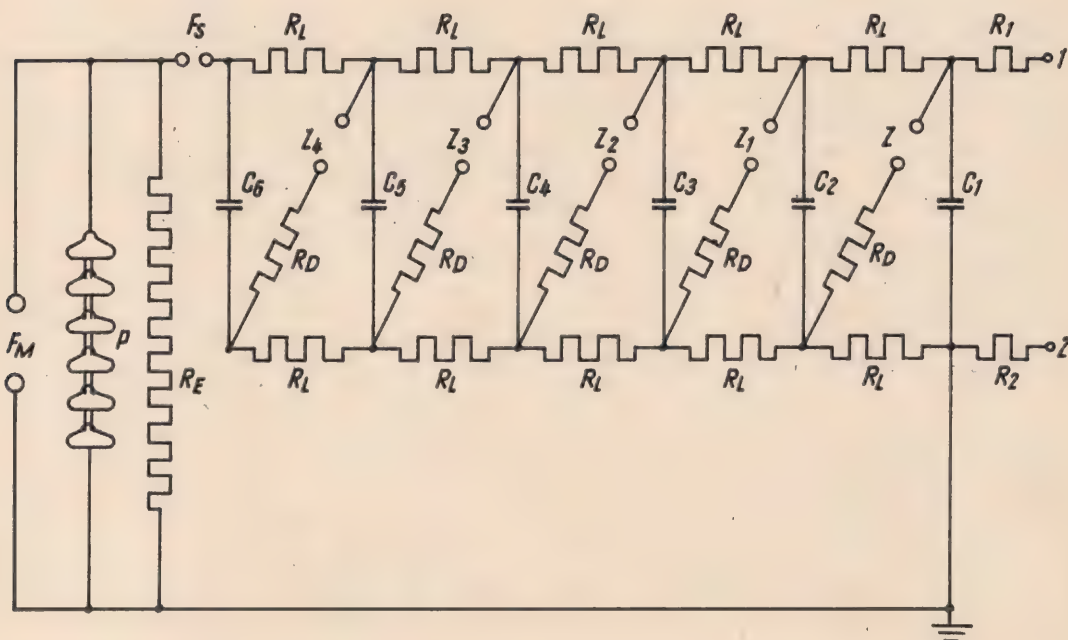 F_S R_L R_L R_L R_L R_L R_1
1
Z_4 Z_3 Z_2 Z_1 Z
C_6 C_5 C_4 C_3 C_2 C_1
R_D R_D R_D R_D R_D
F_M P R_E
2
R_L R_L R_L R_L R_L R_2